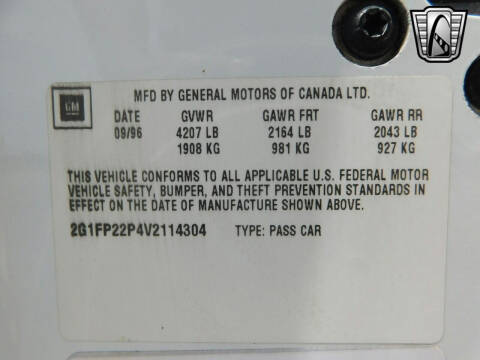 GM
MFD BY GENERAL MOTORS OF CANADA LTD.
DATE GVWR GAWR FRT GAWR RR
09/96 4207 LB 2164 LB 2043 LB
1908 KG 981 KG 927 KG
THIS VEHICLE CONFORMS TO ALL APPLICABLE U.S. FEDERAL MOTOR
VEHICLE SAFETY, BUMPER, AND THEFT PREVENTION STANDARDS IN
EFFECT ON THE DATE OF MANUFACTURE SHOWN ABOVE.
2G1FP22P4V2114304 TYPE: PASS CAR